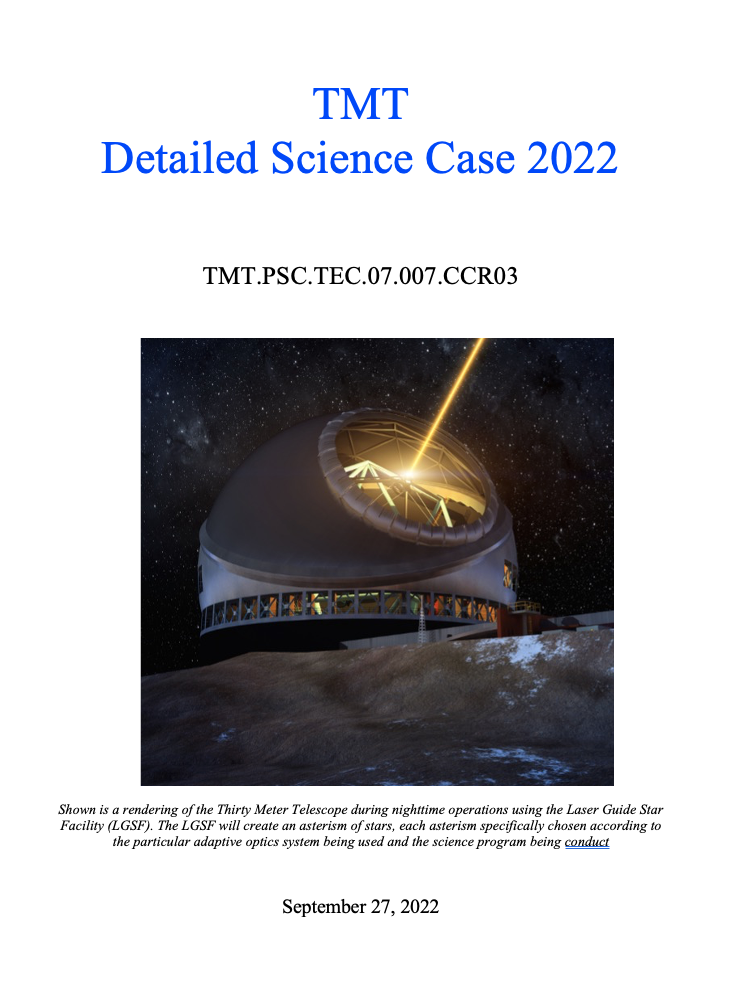 TMT
Detailed Science Case 2022
TMT.PSC.TEC.07.007.CCR03
Shown is a rendering of the Thirty Meter Telescope during nighttime operations using the Laser Guide Star
Facility (LGSF). The LGSF will create an asterism of stars, each asterism specifically chosen according to
the particular adaptive optics system being used and the science program being conduct
September 27, 2022